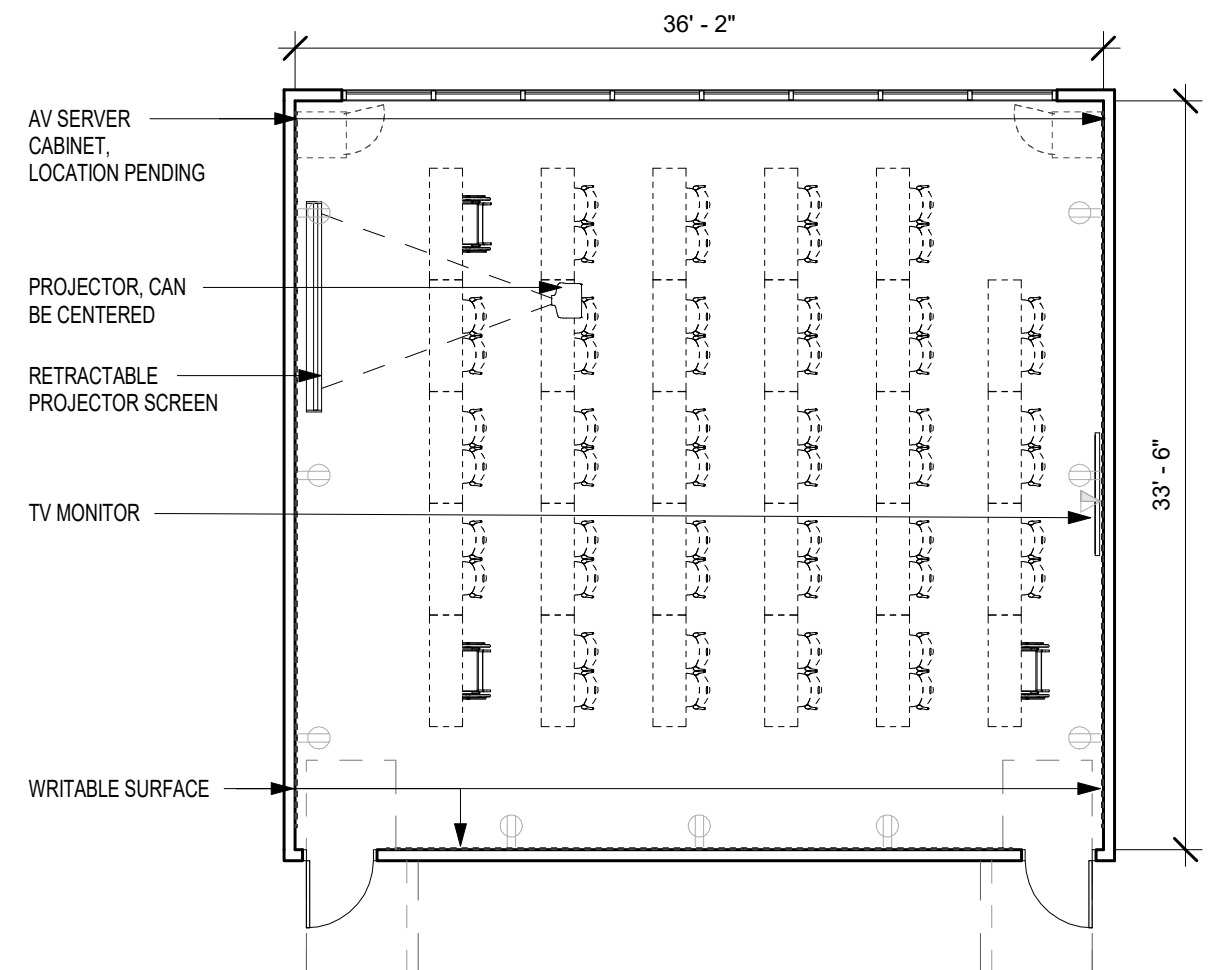 36' - 2"
AV SERVER
CABINET,
LOCATION PENDING
PROJECTOR, CAN
BE CENTERED
RETRACTABLE
PROJECTOR SCREEN
33' - 6"
TV MONITOR
WRITABLE SURFACE